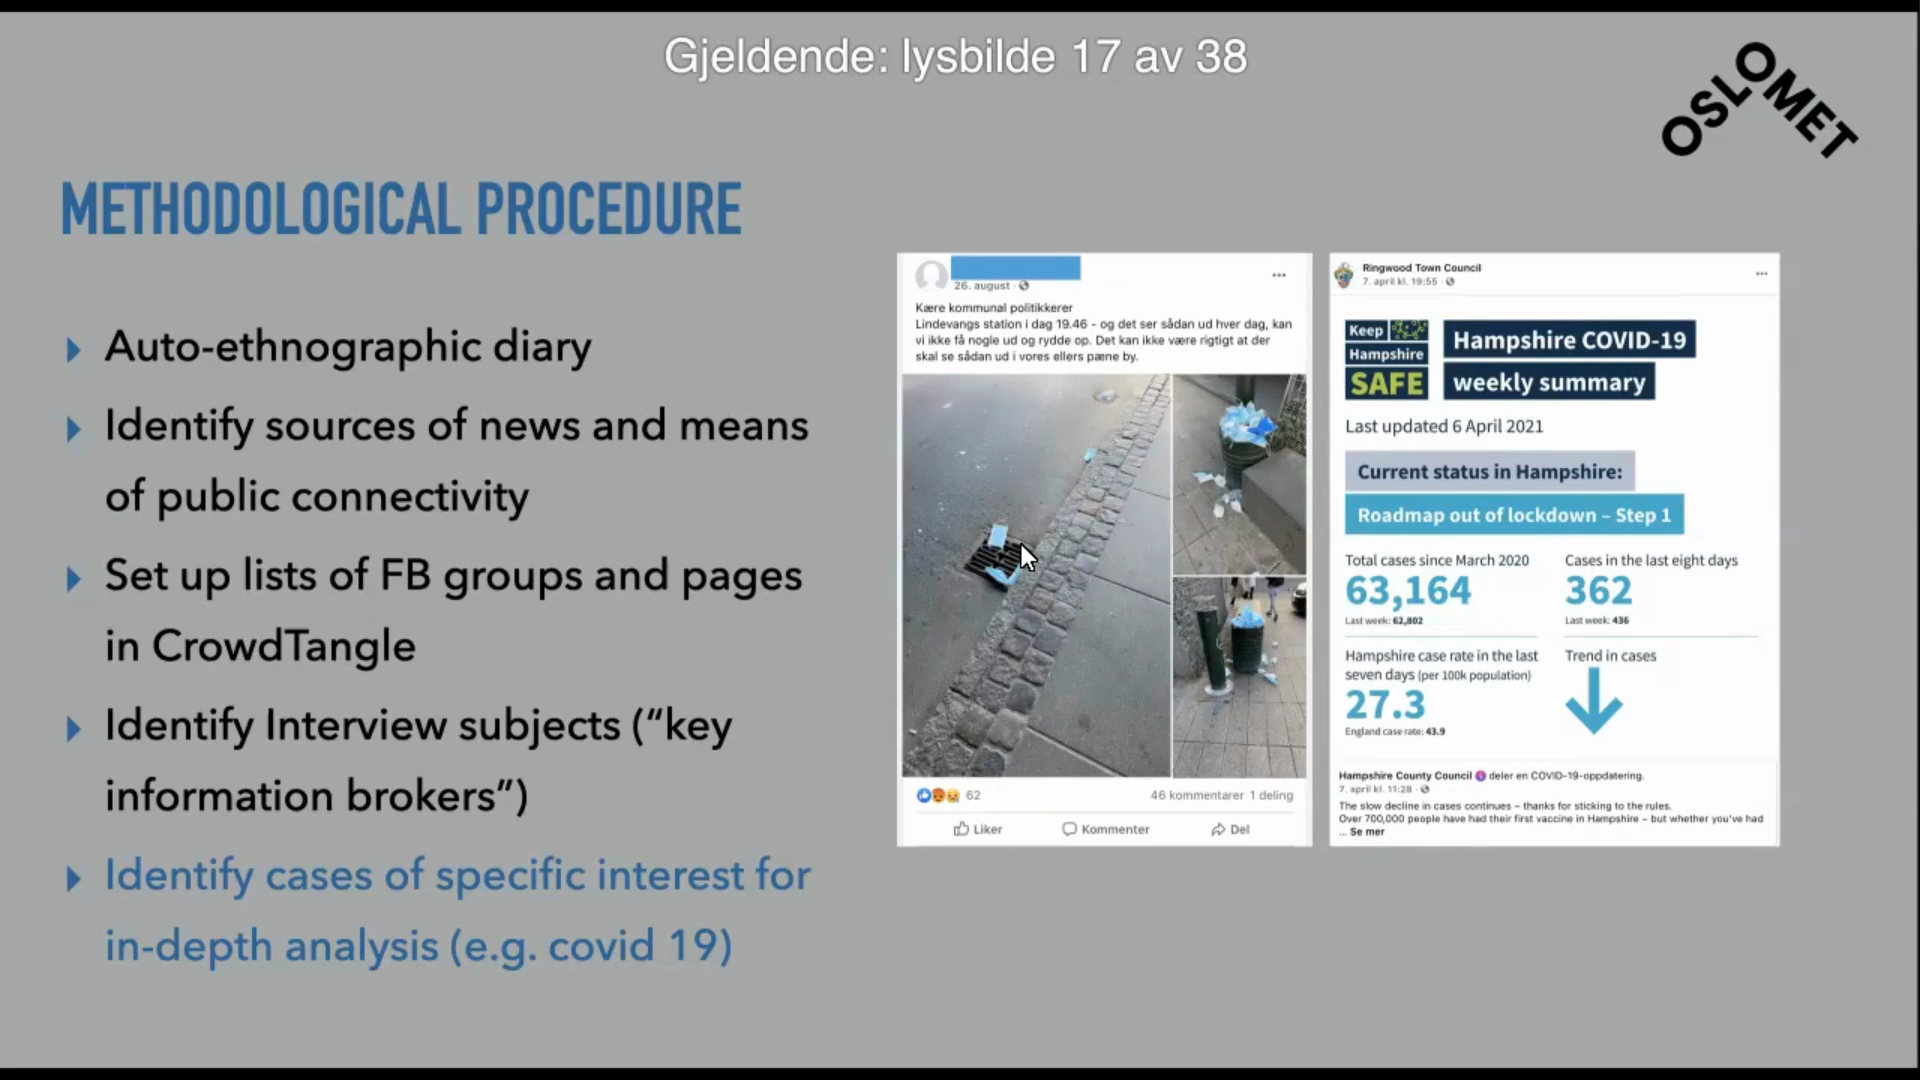 Gjeldende: lysbilde 17 av 38
OSLOMET
METHODOLOGICAL PROCEDURE
Auto-ethnographic diary
Identify sources of news and means
of public connectivity
Set up lists of FB groups and pages
in CrowdTangle
Identify Interview subjects (“key
information brokers”)
Identify cases of specific interest for
in-depth analysis (e.g. covid 19)
26. august ·
Kære kommunal politikkerer
Lindevangs station i dag 19.46 - og det ser sådan ud hver dag, kan
vi ikke få nogle ud og rydde op. Det kan ikke være rigtigt at der
skal se sådan ud i vores ellers pæne by.
62
46 kommentarer 1 deling
Liker
Kommenter
Del
Ringwood Town Council
7. april kl. 19:55 ·
Keep
Hampshire
SAFE
Hampshire COVID-19
weekly summary
Last updated 6 April 2021
Current status in Hampshire:
Roadmap out of lockdown – Step 1
Total cases since March 2020
63,164
Last week: 62,802
Cases in the last eight days
362
Last week: 436
Hampshire case rate in the last
seven days (per 100k population)
27.3
England case rate: 43.9
Trend in cases
Hampshire County Council deler en COVID-19-oppdatering.
7. april kl. 11:28 ·
The slow decline in cases continues – thanks for sticking to the rules.
Over 700,000 people have had their first vaccine in Hampshire – but whether you've had
... Se mer